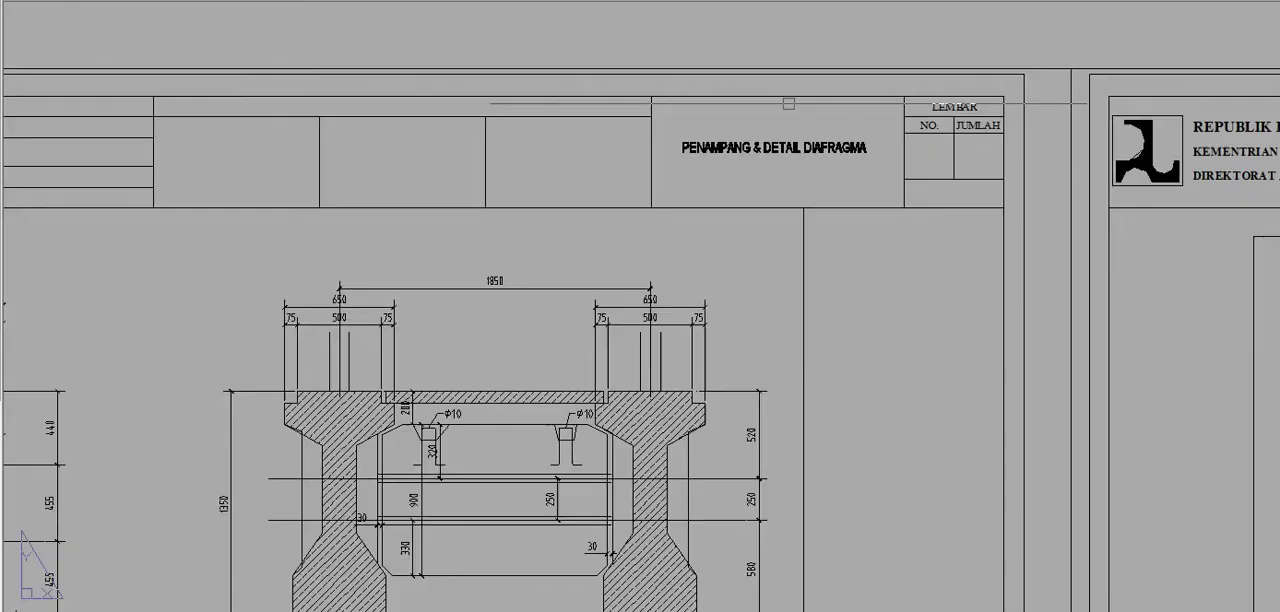 LEMBAR
NO. JUMLAH
PENAMPANG & DETAIL DIAFRAGMA
REPUBLIK
KEMENTRIAN
DIREKTORAT
1850
650 650
75 500 75 75 500 75
200 ϕ10 ϕ10
440 320 520
1350 455 900 250 250
30
330 30
455 580
Y
X